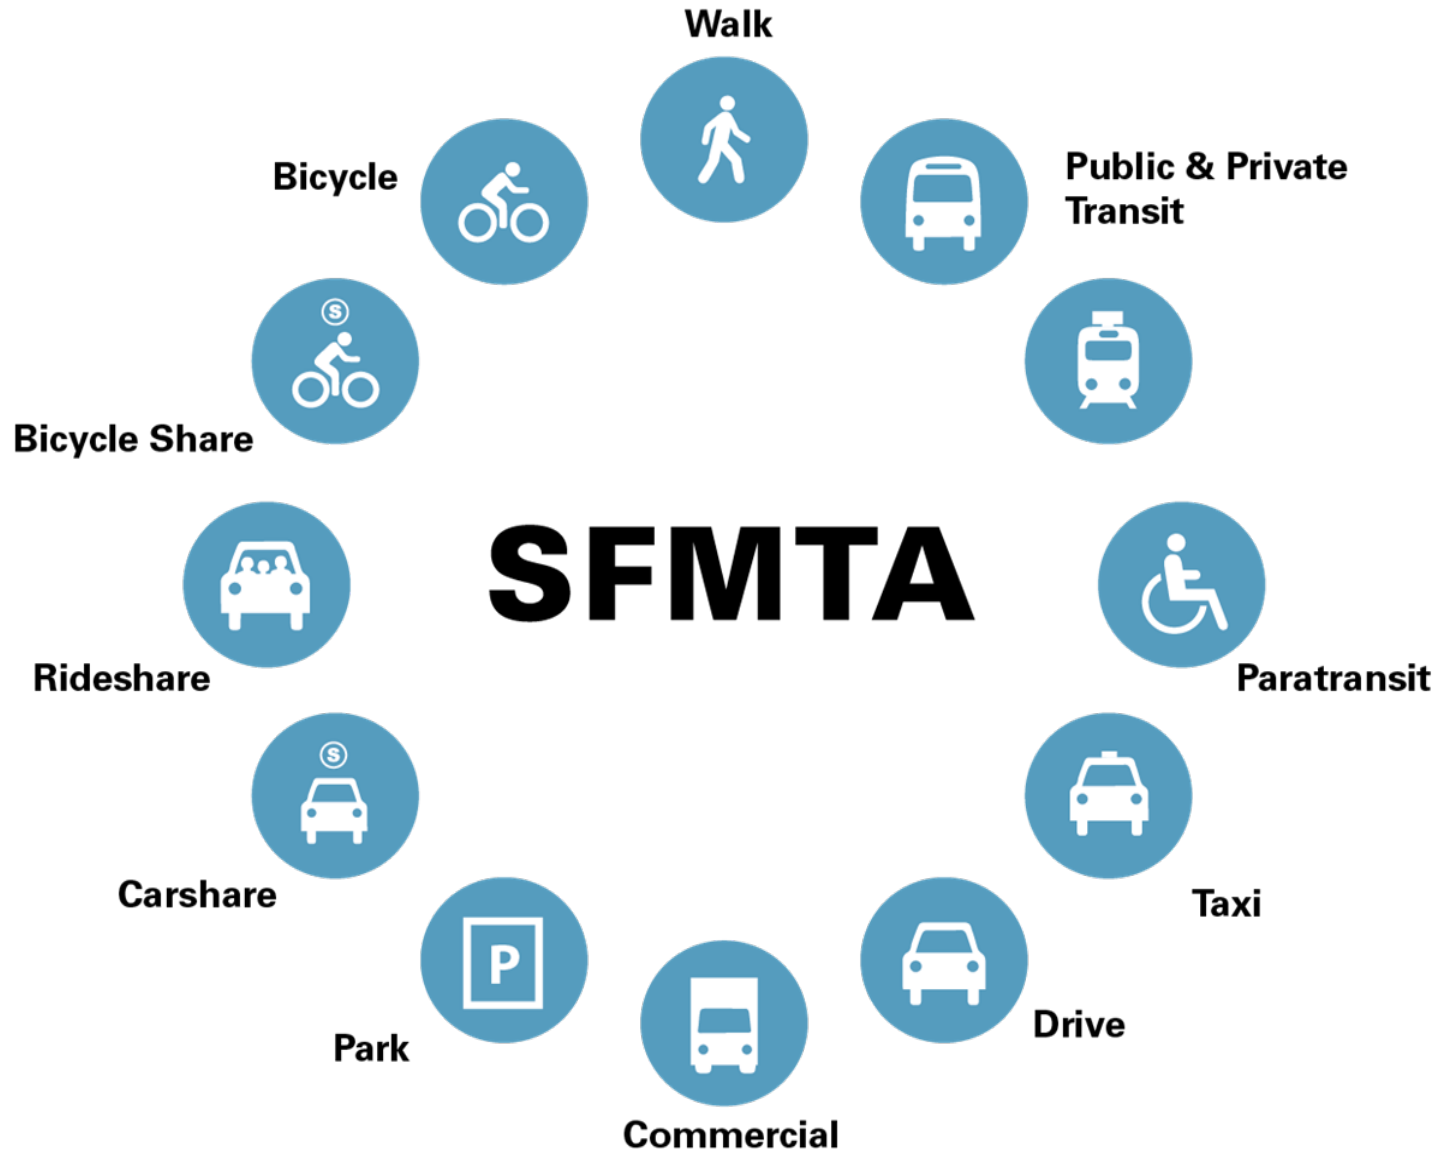 Walk
Bicycle
Public & Private
Transit
S
Bicycle Share
SFMTA
Rideshare
Paratransit
S
Carshare
Taxi
P
Drive
Park
Commercial